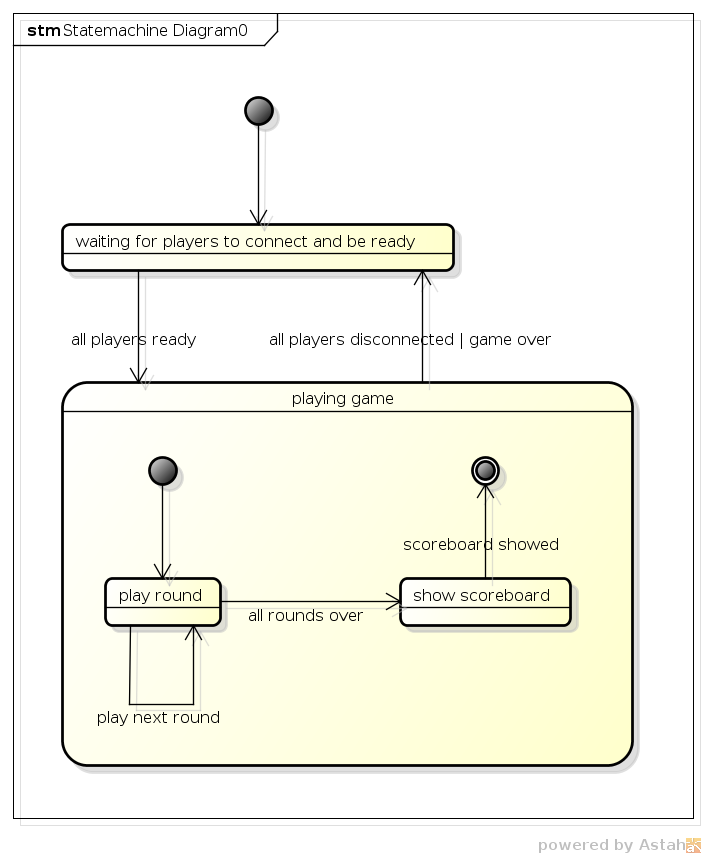 stm Statemachine Diagram0
waiting for players to connect and be ready
all players ready
all players disconnected | game over
playing game
scoreboard showed
play round
show scoreboard
all rounds over
play next round
powered by Astah